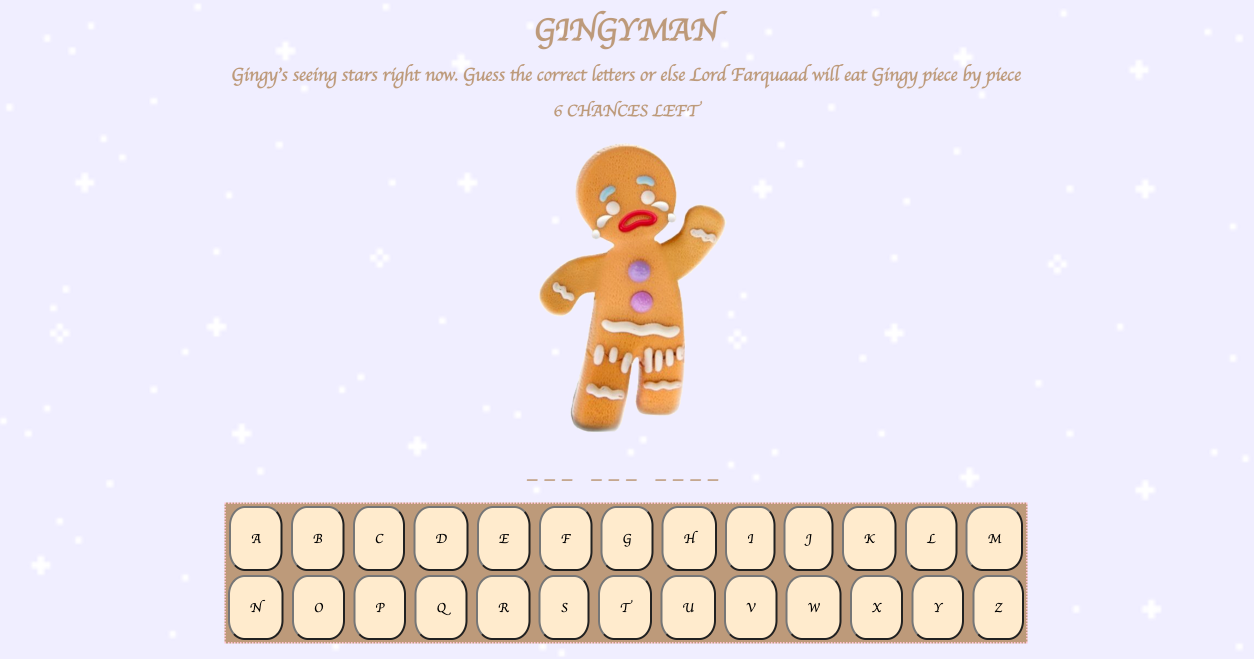 GINGYMAN
Gingy's seeing stars right now. Guess the correct letters or else Lord Farquaad will eat Gingy piece by piece
6 CHANCES LEFT
_ _ _ _ _ _ _ _ _ _
A B C D E F G H I J K L M
N O P Q R S T U V W X Y Z